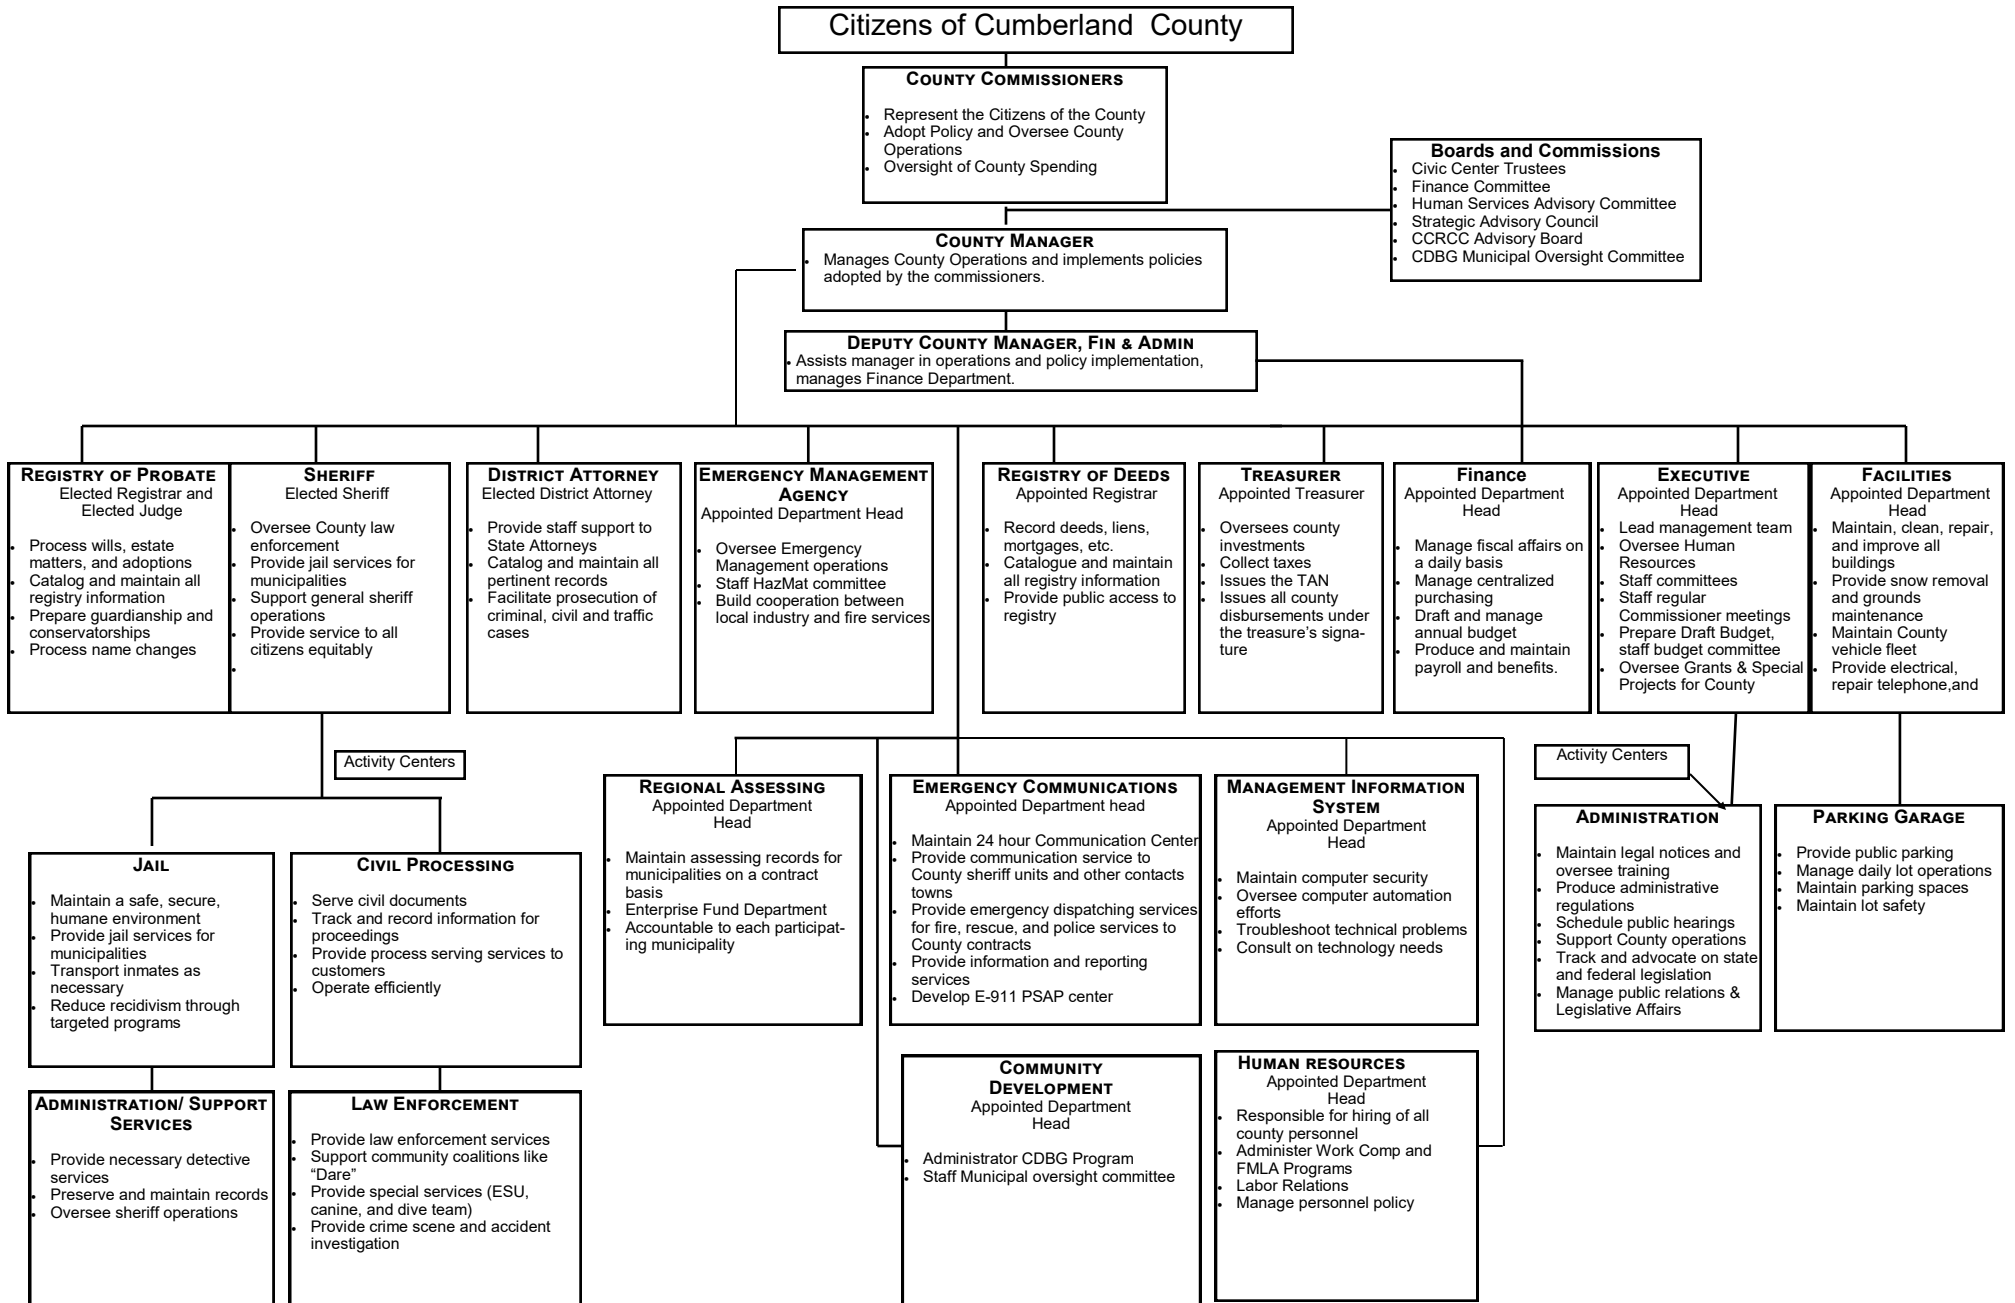 Citizens of Cumberland County
COUNTY COMMISSIONERS
• Represent the Citizens of the County
• Adopt Policy and Oversee County
Operations
• Oversight of County Spending
Boards and Commissions
• Civic Center Trustees
• Finance Committee
• Human Services Advisory Committee
• Strategic Advisory Council
• CCRCC Advisory Board
• CDBG Municipal Oversight Committee
COUNTY MANAGER
• Manages County Operations and implements policies
adopted by the commissioners.
DEPUTY COUNTY MANAGER, FIN & ADMIN
• Assists manager in operations and policy implementation,
manages Finance Department.
REGISTRY OF PROBATE
Elected Registrar and
Elected Judge
• Process wills, estate
matters, and adoptions
• Catalog and maintain all
registry information
• Prepare guardianship and
conservatorships
• Process name changes
SHERIFF
Elected Sheriff
• Oversee County law
enforcement
• Provide jail services for
municipalities
• Support general sheriff
operations
• Provide service to all
citizens equitably
•
DISTRICT ATTORNEY
Elected District Attorney
• Provide staff support to
State Attorneys
• Catalog and maintain all
pertinent records
• Facilitate prosecution of
criminal, civil and traffic
cases
EMERGENCY MANAGEMENT
AGENCY
Appointed Department Head
• Oversee Emergency
Management operations
• Staff HazMat committee
• Build cooperation between
local industry and fire services
REGISTRY OF DEEDS
Appointed Registrar
• Record deeds, liens,
mortgages, etc.
• Catalogue and maintain
all registry information
• Provide public access to
registry
TREASURER
Appointed Treasurer
• Oversees county
investments
• Collect taxes
• Issues the TAN
• Issues all county
disbursements under
the treasure’s signa-
ture
Finance
Appointed Department
Head
• Manage fiscal affairs on
a daily basis
• Manage centralized
purchasing
• Draft and manage
annual budget
• Produce and maintain
payroll and benefits.
EXECUTIVE
Appointed Department
Head
• Lead management team
• Oversee Human
Resources
• Staff committees
• Staff regular
Commissioner meetings
• Prepare Draft Budget,
staff budget committee
• Oversee Grants & Special
Projects for County
FACILITIES
Appointed Department
Head
• Maintain, clean, repair,
and improve all
buildings
• Provide snow removal
and grounds
maintenance
• Maintain County
vehicle fleet
• Provide electrical,
repair telephone,and
Activity Centers
JAIL
• Maintain a safe, secure,
humane environment
• Provide jail services for
municipalities
• Transport inmates as
necessary
• Reduce recidivism through
targeted programs
CIVIL PROCESSING
• Serve civil documents
• Track and record information for
proceedings
• Provide process serving services to
customers
• Operate efficiently
ADMINISTRATION/ SUPPORT
SERVICES
• Provide necessary detective
services
• Preserve and maintain records
• Oversee sheriff operations
LAW ENFORCEMENT
• Provide law enforcement services
• Support community coalitions like
“Dare”
• Provide special services (ESU,
canine, and dive team)
• Provide crime scene and accident
investigation
REGIONAL ASSESSING
Appointed Department
Head
• Maintain assessing records for
municipalities on a contract
basis
• Enterprise Fund Department
• Accountable to each participat-
ing municipality
EMERGENCY COMMUNICATIONS
Appointed Department head
• Maintain 24 hour Communication Center
• Provide communication service to
County sheriff units and other contacts
towns
• Provide emergency dispatching services
for fire, rescue, and police services to
County contracts
• Provide information and reporting
services
• Develop E-911 PSAP center
MANAGEMENT INFORMATION
SYSTEM
Appointed Department
Head
• Maintain computer security
• Oversee computer automation
efforts
• Troubleshoot technical problems
• Consult on technology needs
COMMUNITY
DEVELOPMENT
Appointed Department
Head
• Administrator CDBG Program
• Staff Municipal oversight committee
HUMAN RESOURCES
Appointed Department
Head
• Responsible for hiring of all
county personnel
• Administer Work Comp and
FMLA Programs
• Labor Relations
• Manage personnel policy
Activity Centers
ADMINISTRATION
• Maintain legal notices and
oversee training
• Produce administrative
regulations
• Schedule public hearings
• Support County operations
• Track and advocate on state
and federal legislation
• Manage public relations &
Legislative Affairs
PARKING GARAGE
• Provide public parking
• Manage daily lot operations
• Maintain parking spaces
• Maintain lot safety